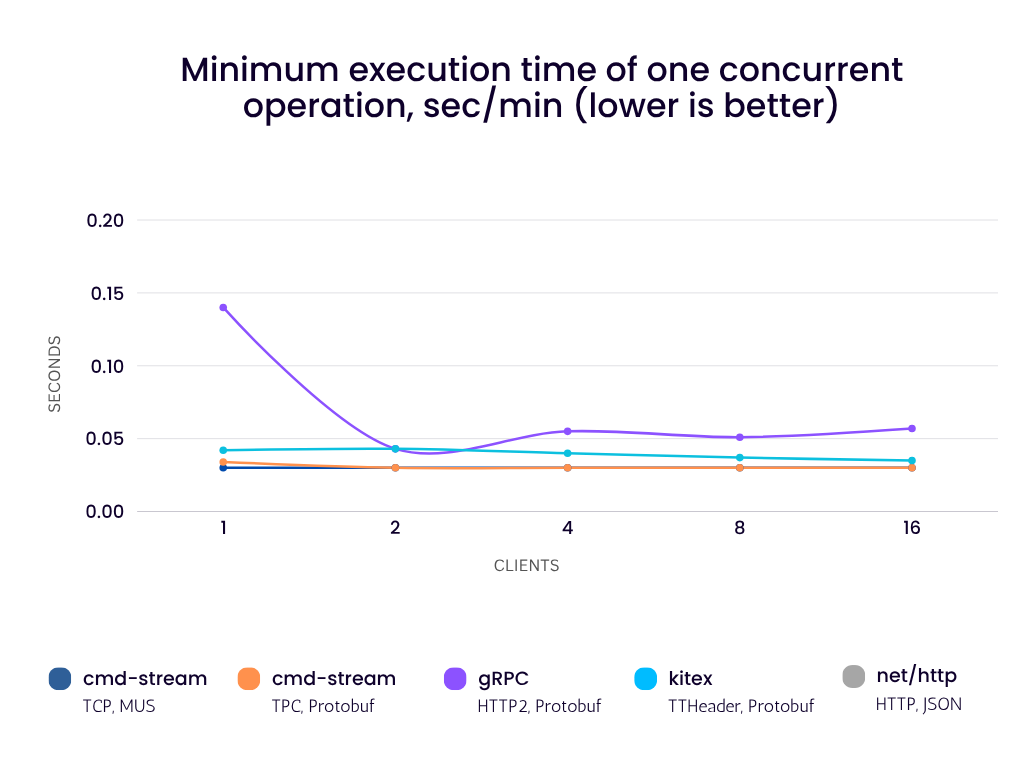 Minimum execution time of one concurrent
operation, sec/min (lower is better)
0.20
0.15
0.10
0.05
0.00
SECONDS
1 2 4 8 16
CLIENTS
cmd-stream
TCP, MUS
cmd-stream
TPC, Protobuf
gRPC
HTTP2, Protobuf
kitex
TTHeader, Protobuf
net/http
HTTP, JSON